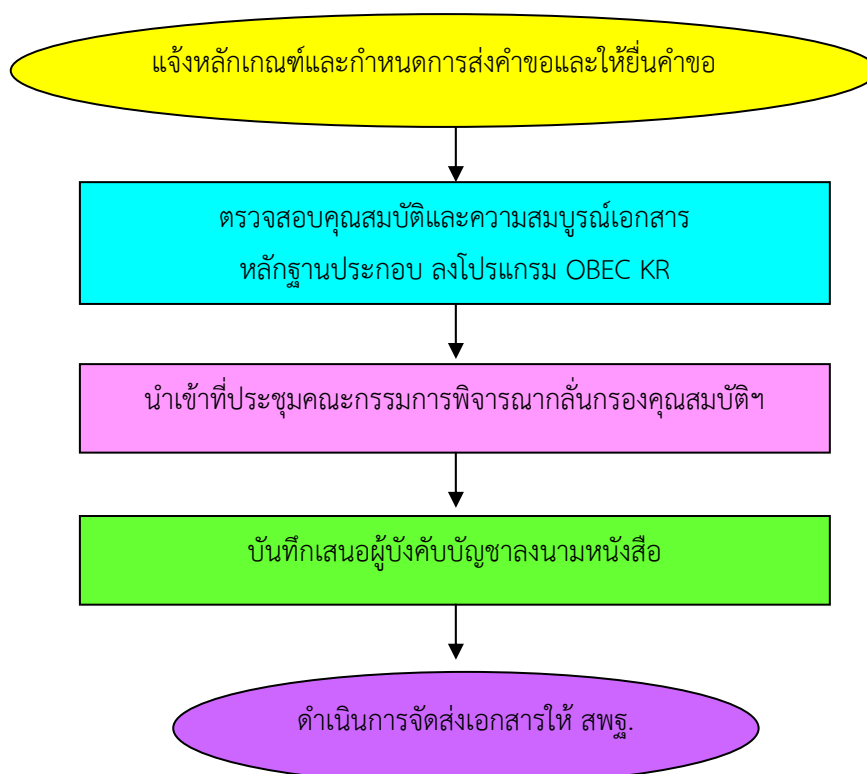 แจ้งหลักเกณฑ์และกำหนดการส่งคำขอและให้ยื่นคำขอ
ตรวจสอบคุณสมบัติและความสมบูรณ์เอกสาร
หลักฐานประกอบ ลงโปรแกรม OBEC KR
นำเข้าที่ประชุมคณะกรรมการพิจารณากลั่นกรองคุณสมบัติฯ
บันทึกเสนอผู้บังคับบัญชาลงนามหนังสือ
ดำเนินการจัดส่งเอกสารให้ สพฐ.